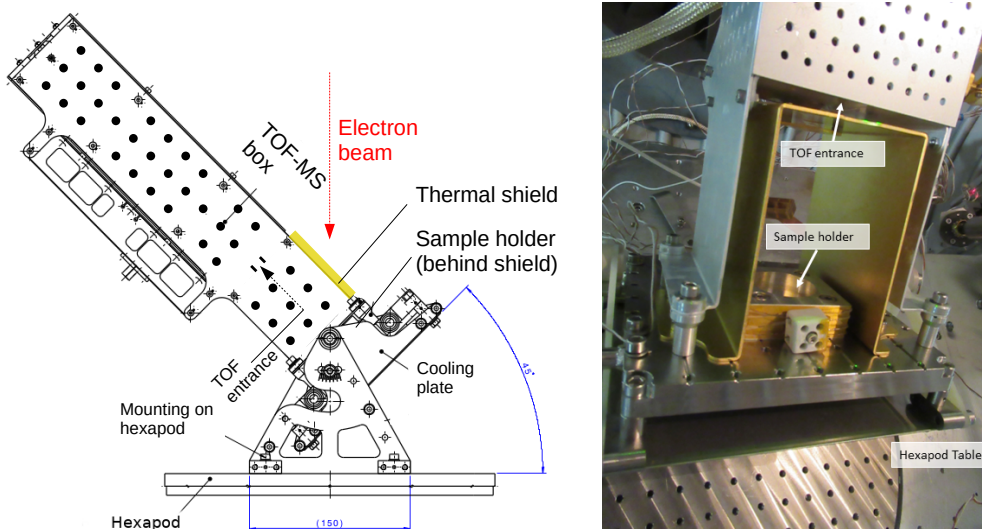 TOF-MS
box
Electron
beam
Thermal shield
Sample holder
(behind shield)
TOF
entrance
Cooling
plate
45°
Mounting on
hexapod
Hexapod
(150)
TOF entrance
Sample holder
Hexapod Table